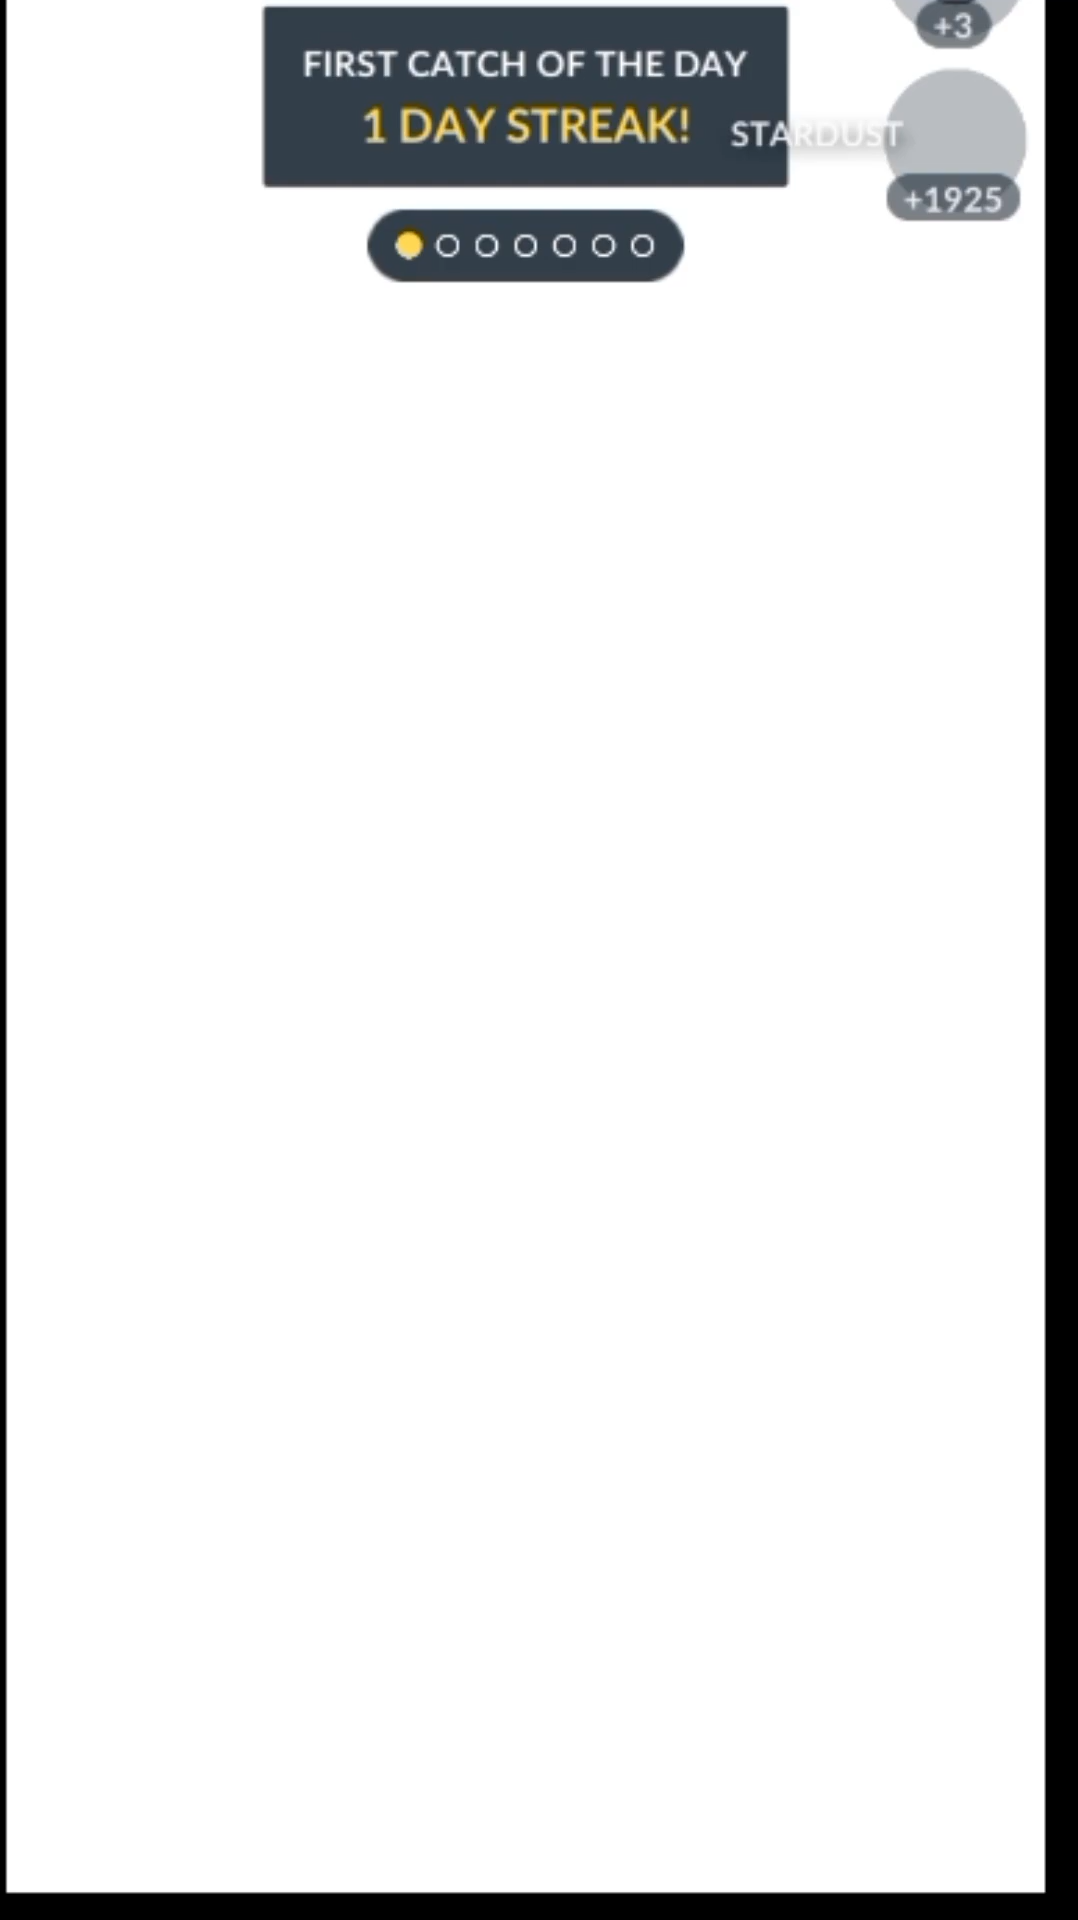 +3
FIRST CATCH OF THE DAY
1 DAY STREAK!
STARDUST
+1925